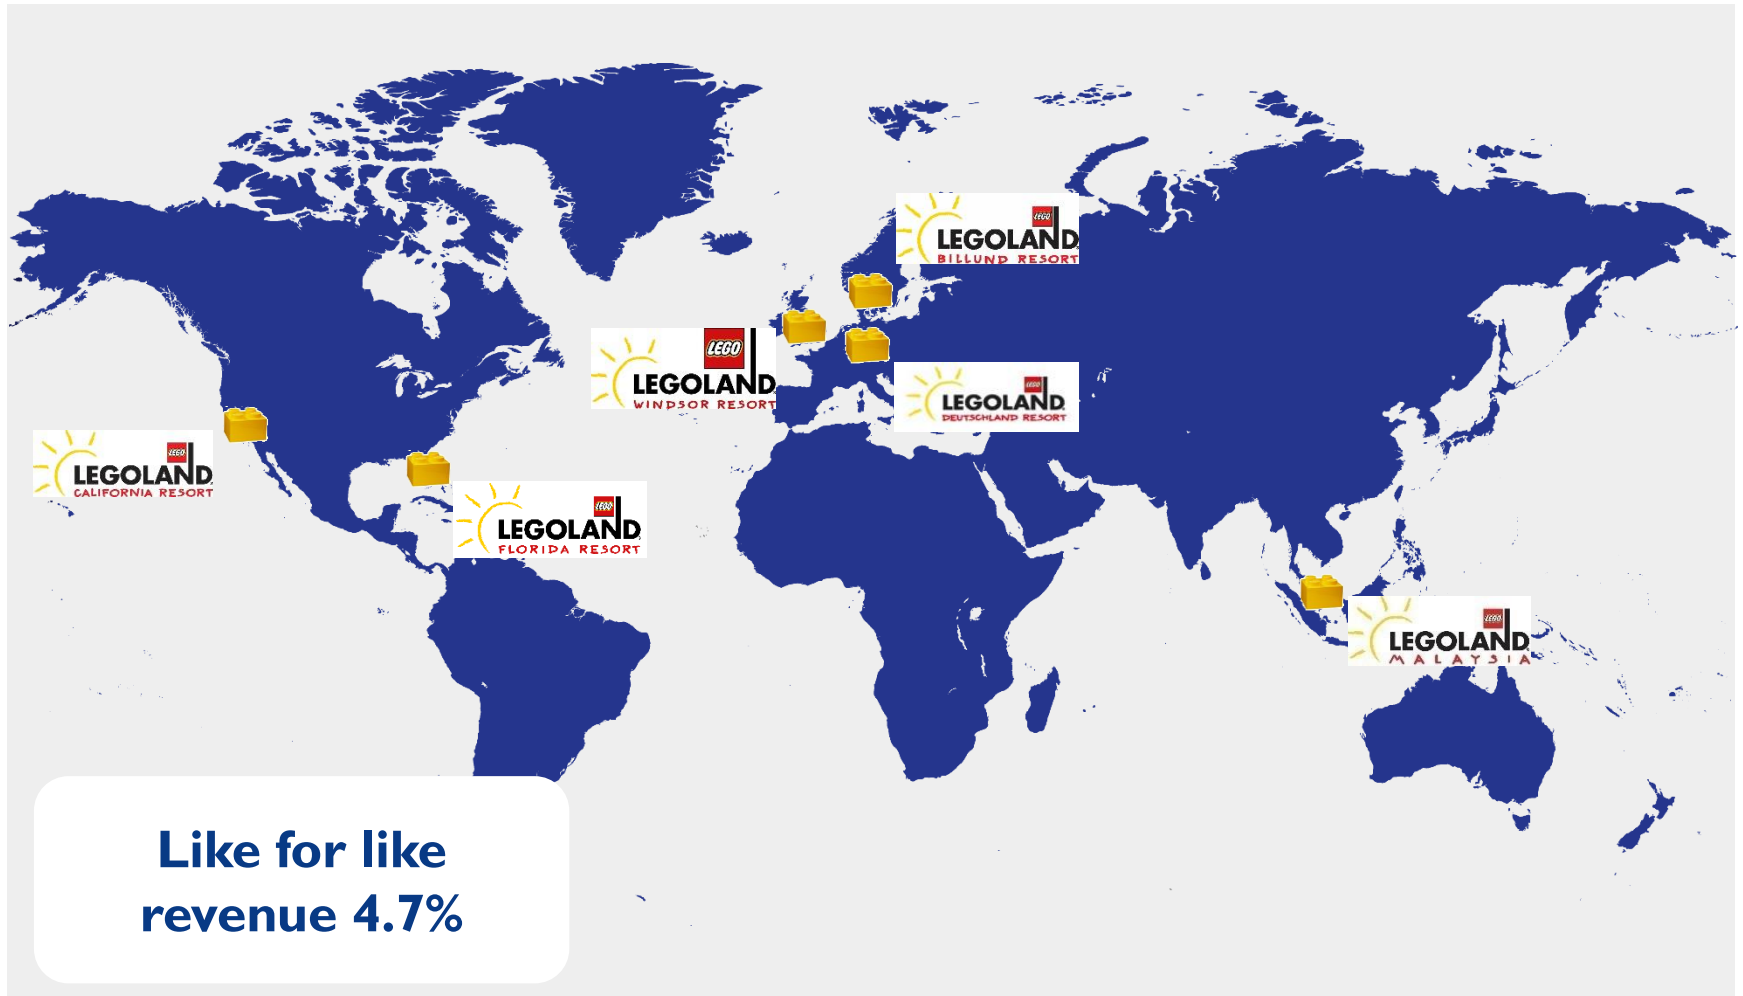 LEGO
LEGOLAND
BILLUND RESORT
LEGO
LEGOLAND
WINDSOR RESORT
LEGO
LEGOLAND
DEUTSCHLAND RESORT
LEGO
LEGOLAND
CALIFORNIA RESORT
LEGO
LEGOLAND
FLORIDA RESORT
LEGO
LEGOLAND
MALAYSIA
Like for like
revenue 4.7%